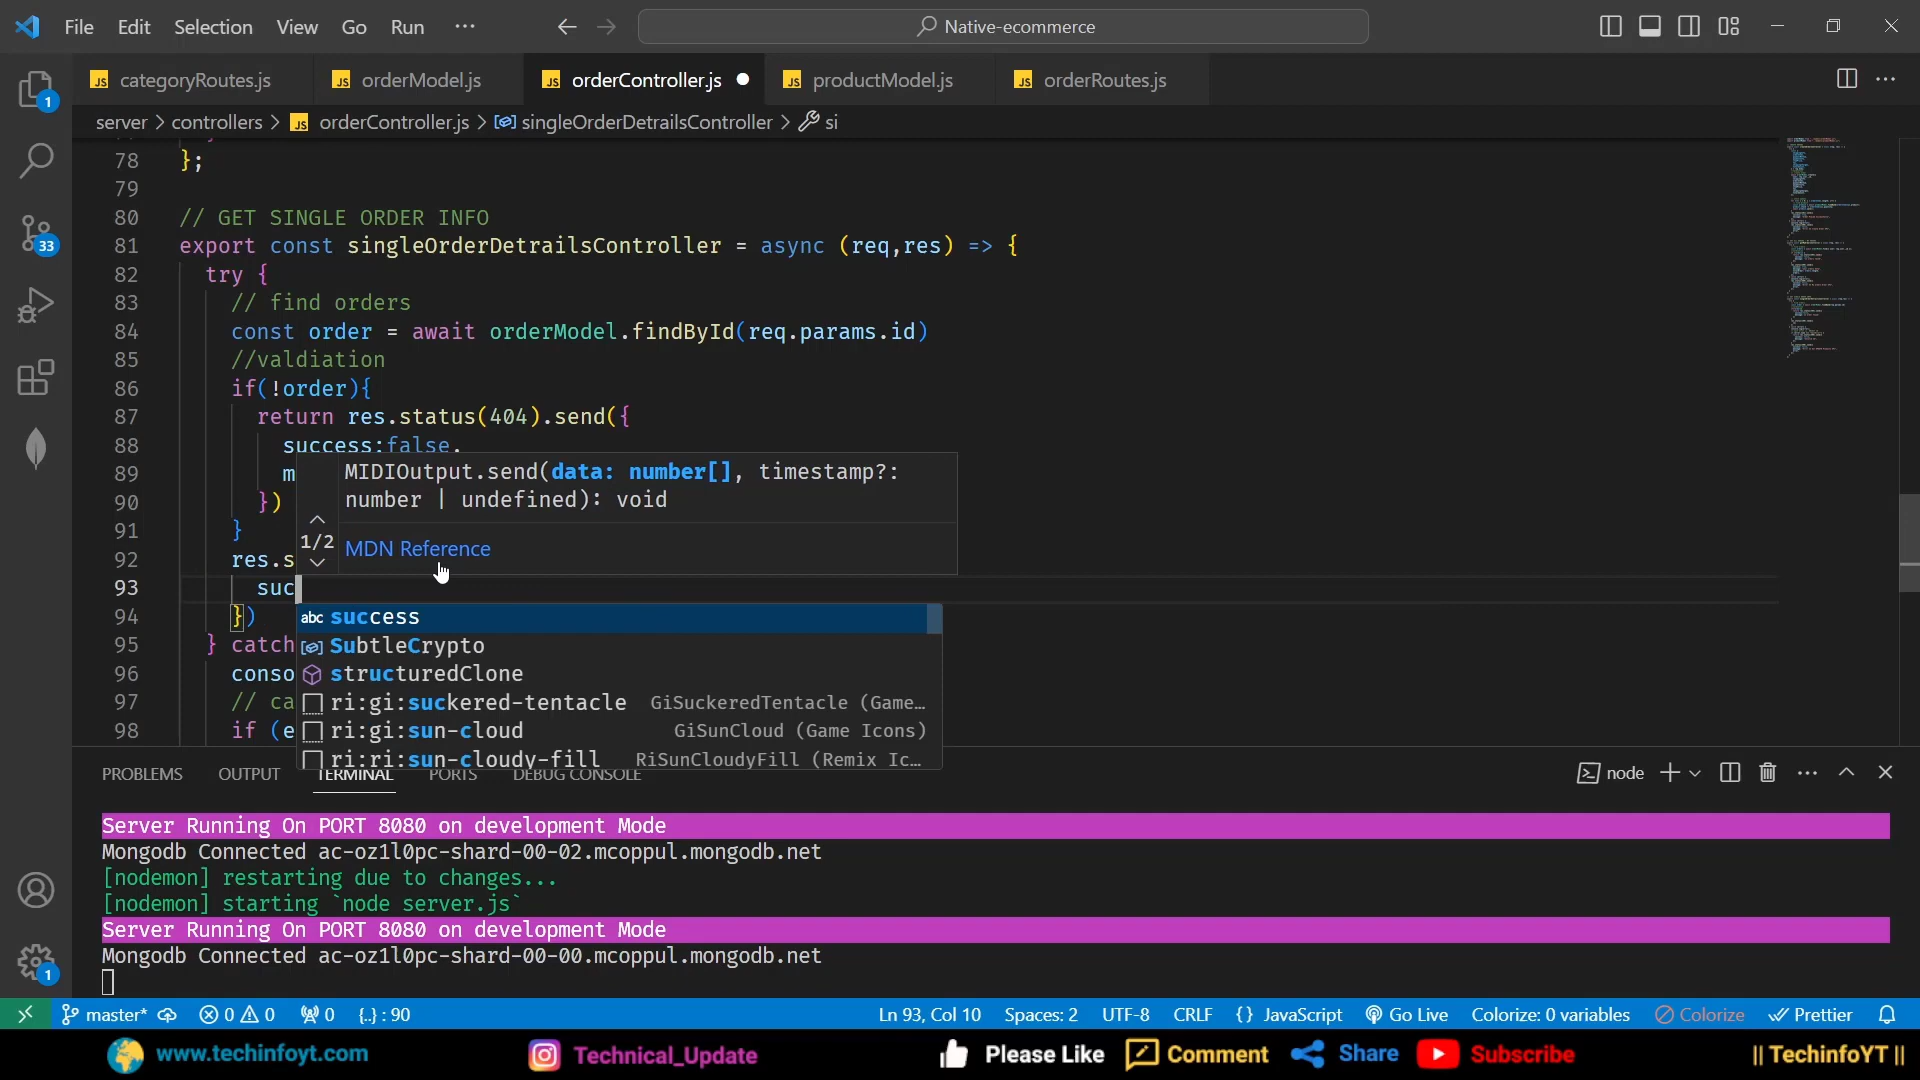 File Edit Selection View Go Run ··· Native-ecommerce
JS categoryRoutes.js JS orderModel.js JS orderController.js JS productModel.js JS orderRoutes.js
server > controllers > JS orderController.js > singleOrderDetrailsController > si
78 };
79
80 // GET SINGLE ORDER INFO
81 export const singleOrderDetrailsController = async (req,res) => {
82 try {
83 // find orders
84 const order = await orderModel.findById(req.params.id)
85 //valdiation
86 if(!order){
87 return res.status(404).send({
88 success:false,
89 m
MIDIOutput.send(data: number[], timestamp?:
number | undefined): void
90 })
91 }
1/2 MDN Reference
92 res.s
93 suc
94 })
abc success
SubtleCrypto
95 } catch
96 conso
structuredClone
97 // ca
ri:gi:suckered-tentacle GiSuckeredTentacle (Game…
98 if (e
ri:gi:sun-cloud GiSunCloud (Game Icons)
ri:ri:sun-cloudy-fill RiSunCloudyFill (Remix Ic…
PROBLEMS OUTPUT TERMINAL PORTS DEBUG CONSOLE node
Server Running On PORT 8080 on development Mode
Mongodb Connected ac-oz1l0pc-shard-00-02.mcoppul.mongodb.net
[nodemon] restarting due to changes...
[nodemon] starting `node server.js`
Server Running On PORT 8080 on development Mode
Mongodb Connected ac-oz1l0pc-shard-00-00.mcoppul.mongodb.net
1
33
1
master* 0 0 0 {..} : 90 Ln 93, Col 10 Spaces: 2 UTF-8 CRLF {} JavaScript Go Live Colorize: 0 variables Colorize Prettier
www.techinfoyt.com Technical_Update Please Like Comment Share Subscribe || TechinfoYT ||